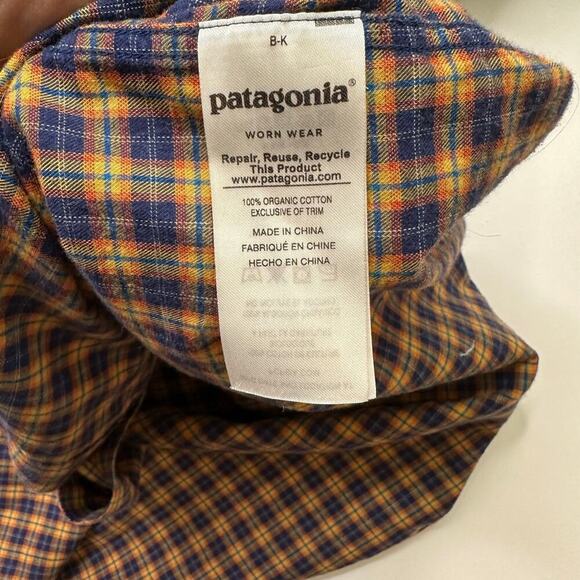 B-K
patagonia®
WORN WEAR
Repair, Reuse, Recycle
This Product
www.patagonia.com
100% ORGANIC COTTON
EXCLUSIVE OF TRIM
MADE IN CHINA
FABRIQUÉ EN CHINE
HECHO EN CHINA